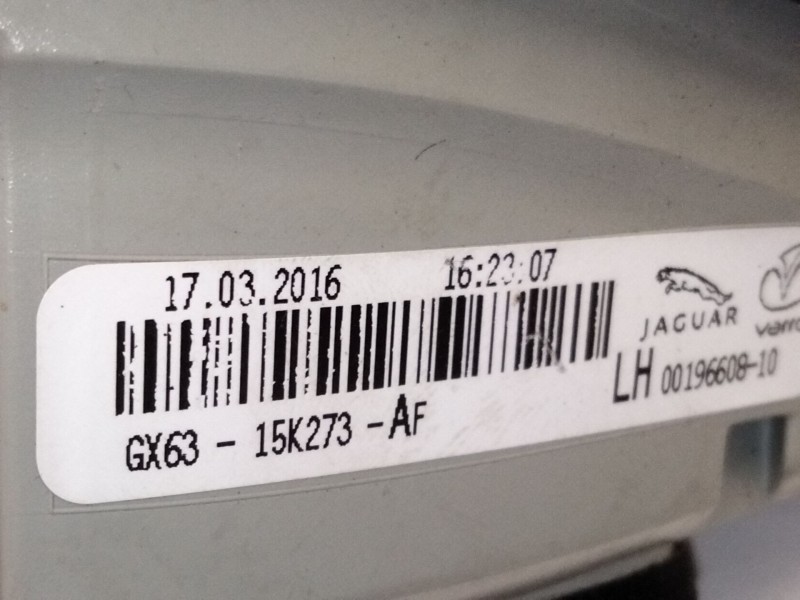 17.03.2016 16:23:07
JAGUAR
GX63 - 15K273 - AF
LH 00196608-10